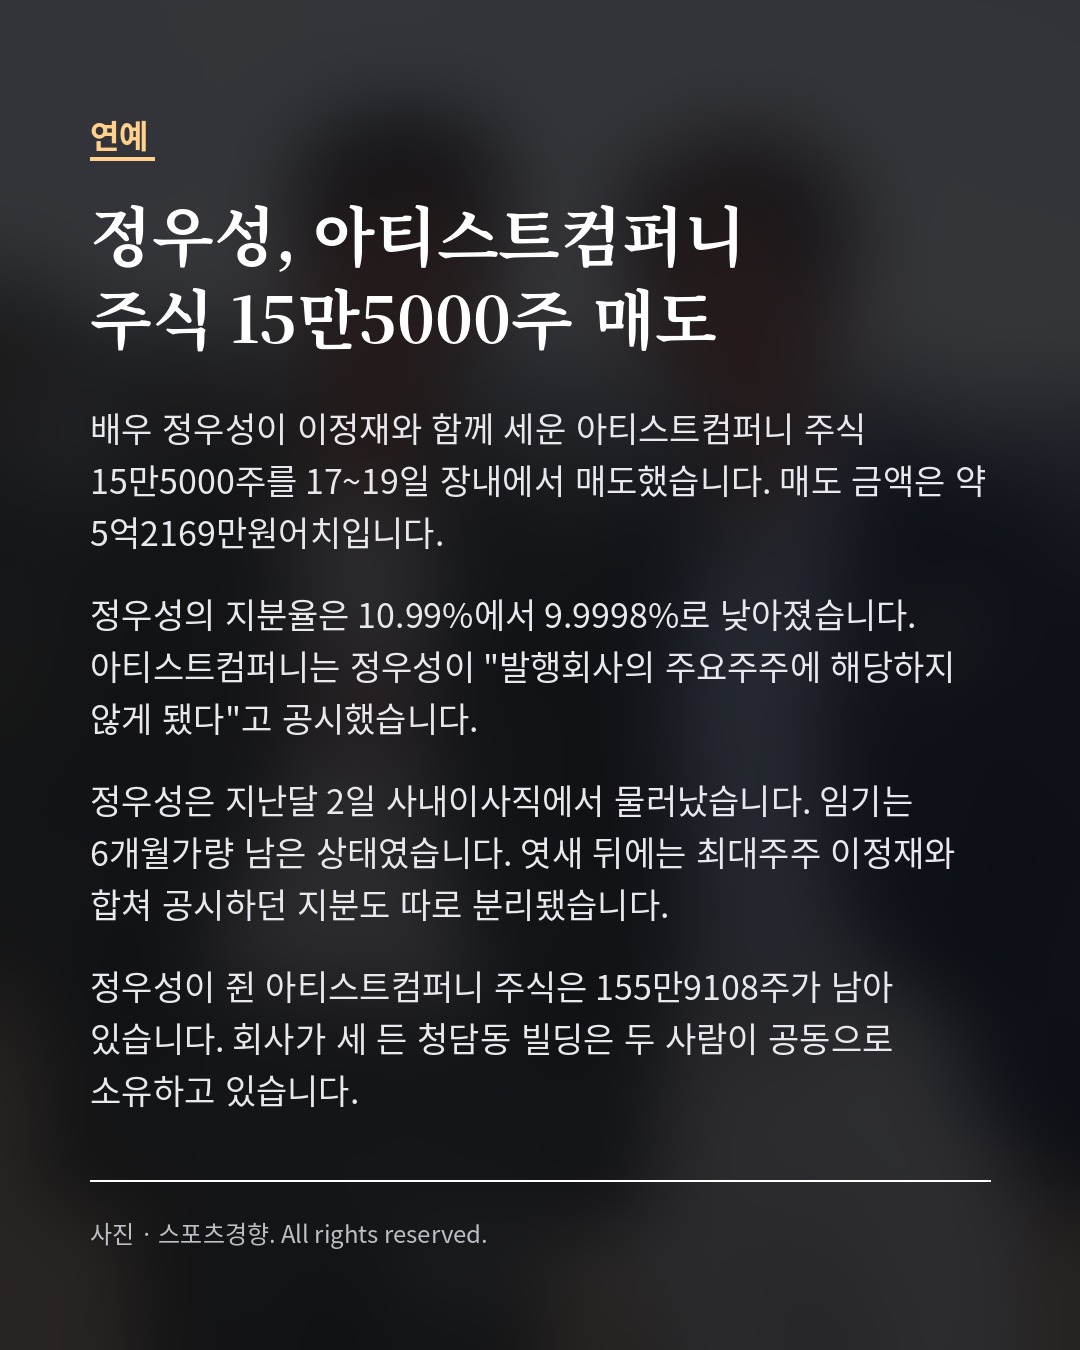 연예
정우성, 아티스트컴퍼니
주식 15만5000주 매도
배우 정우성이 이정재와 함께 세운 아티스트컴퍼니 주식
15만5000주를 17~19일 장내에서 매도했습니다. 매도 금액은 약
5억2169만원어치입니다.
정우성의 지분율은 10.99%에서 9.9998%로 낮아졌습니다.
아티스트컴퍼니는 정우성이 "발행회사의 주요주주에 해당하지
않게 됐다"고 공시했습니다.
정우성은 지난달 2일 사내이사직에서 물러났습니다. 임기는
6개월가량 남은 상태였습니다. 엿새 뒤에는 최대주주 이정재와
합쳐 공시하던 지분도 따로 분리됐습니다.
정우성이 쥔 아티스트컴퍼니 주식은 155만9108주가 남아
있습니다. 회사가 세 든 청담동 빌딩은 두 사람이 공동으로
소유하고 있습니다.
사진 · 스포츠경향. All rights reserved.